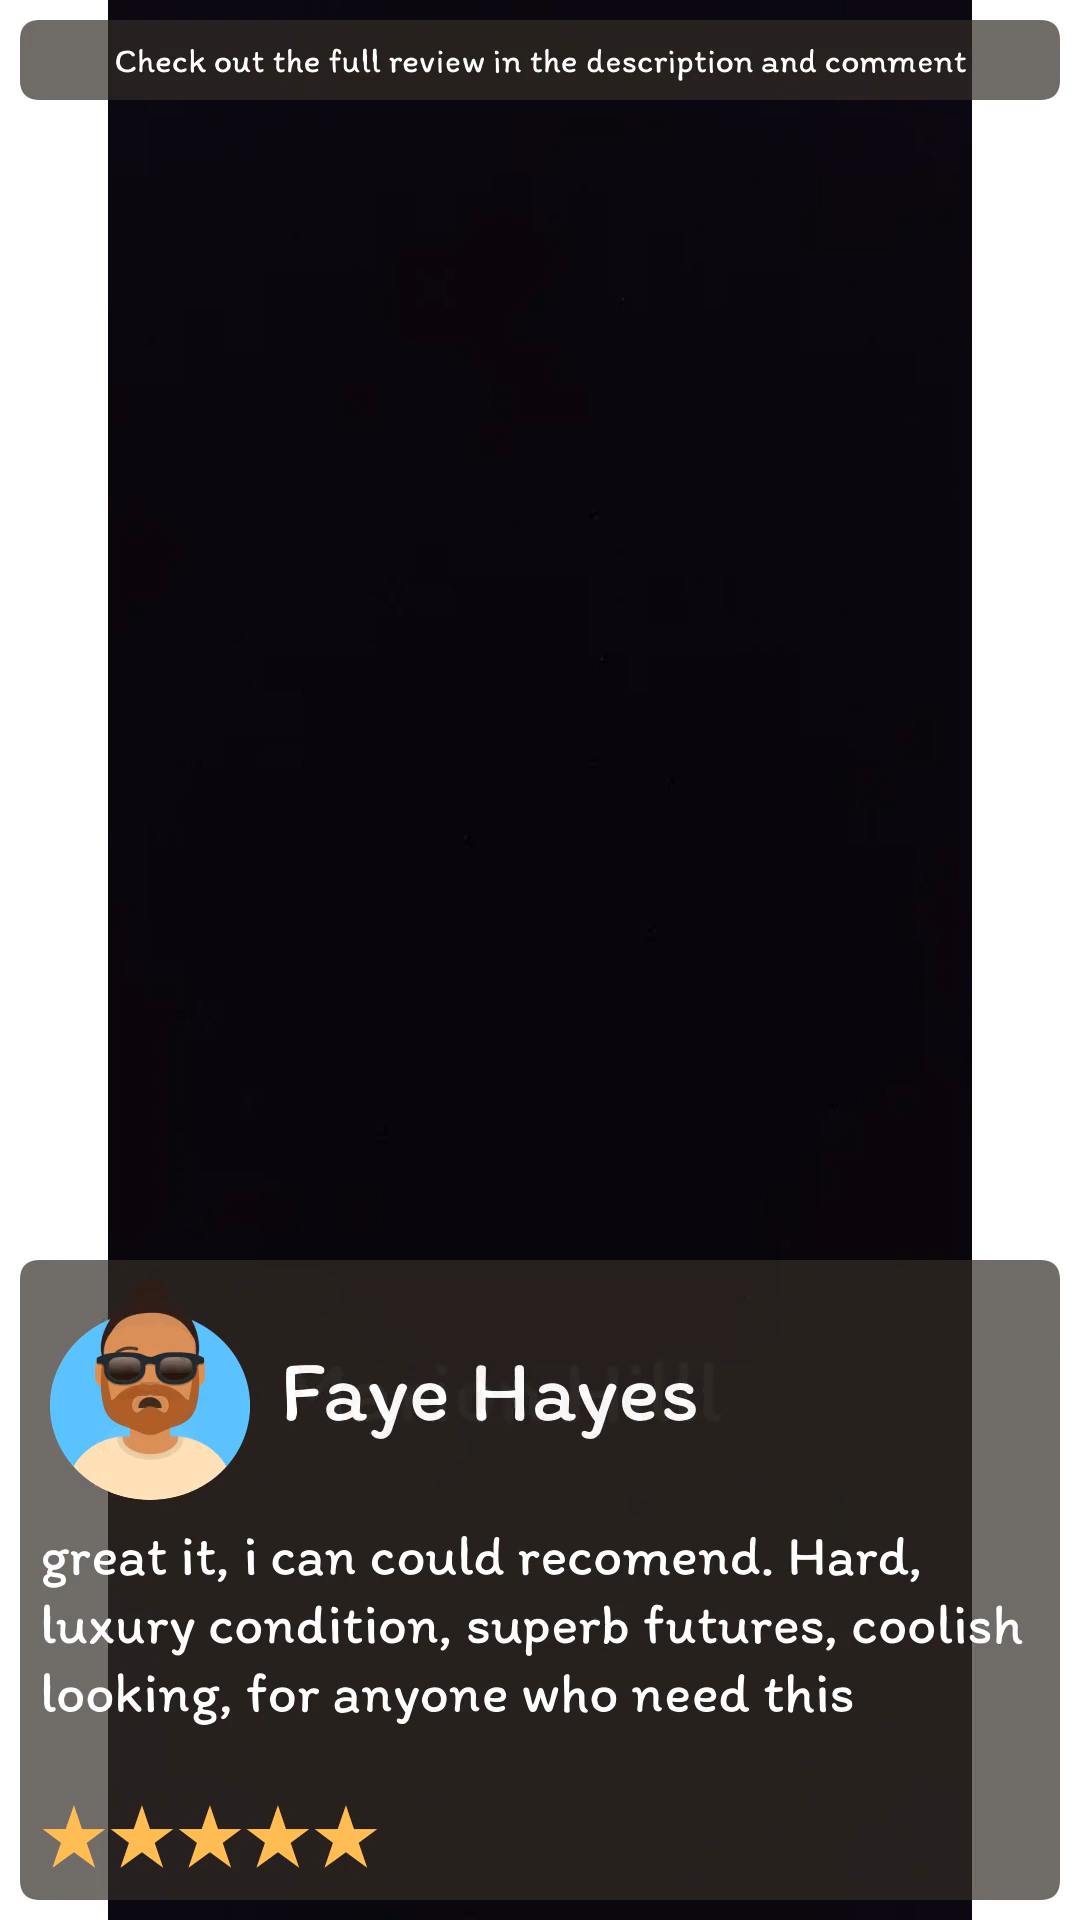 Check out the full review in the description and comment
Faye Hayes
great it, i can could recomend. Hard,
luxury condition, superb futures, coolish
looking, for anyone who need this